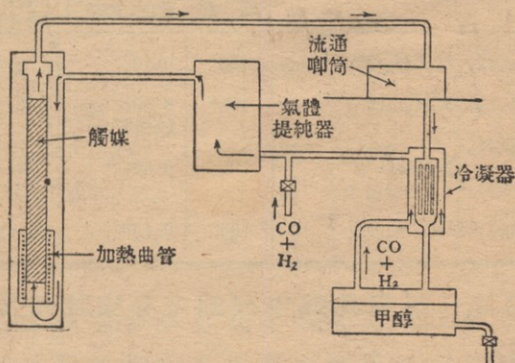 流通
唧筒
氣體
提純器
觸媒
冷凝器
加熱曲管
CO
+
H₂
CO
+
H₂
甲醇